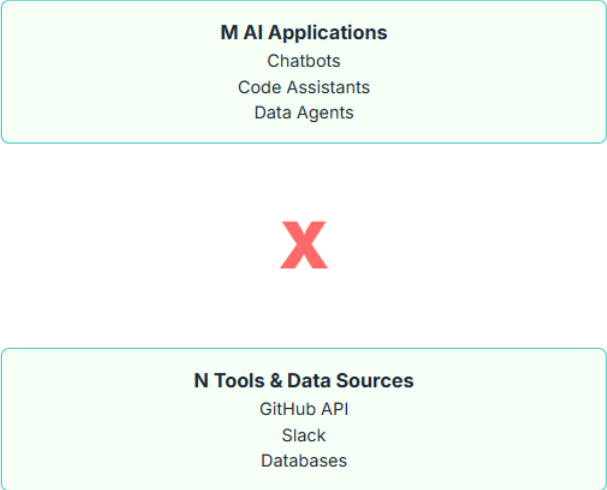 M AI Applications
Chatbots
Code Assistants
Data Agents
X
N Tools & Data Sources
GitHub API
Slack
Databases